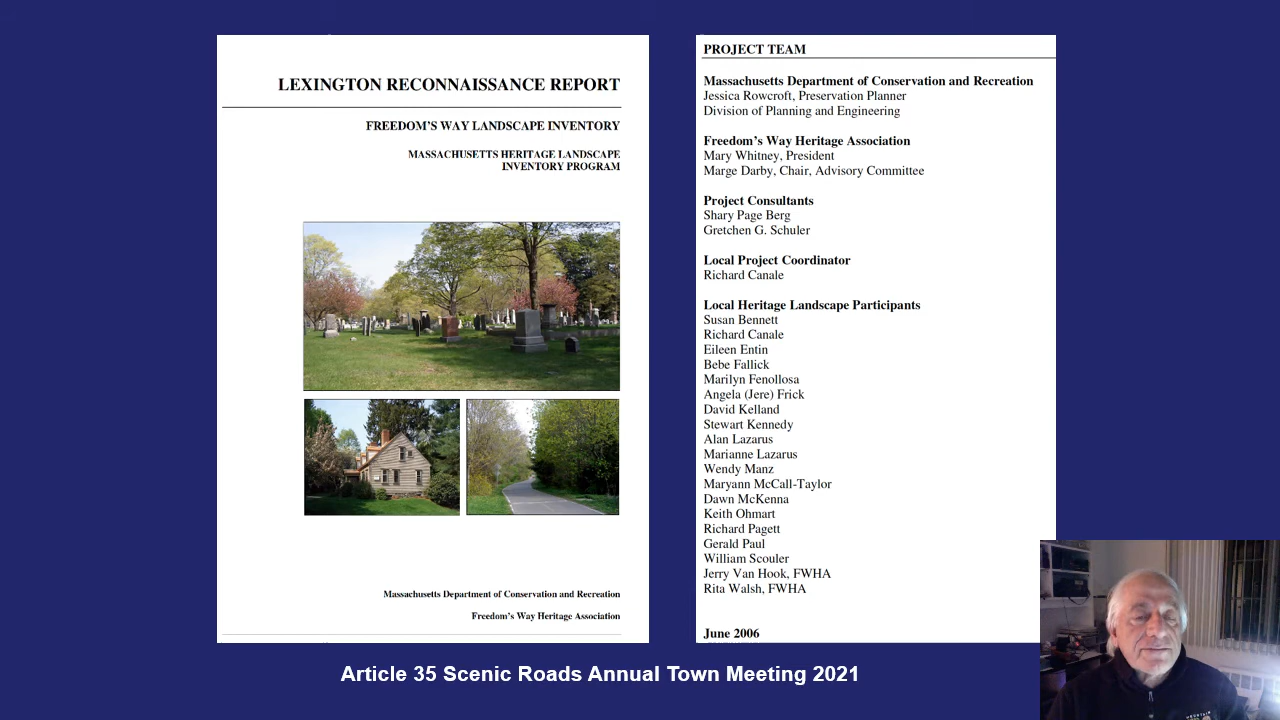 LEXINGTON RECONNAISSANCE REPORT
FREEDOM'S WAY LANDSCAPE INVENTORY
MASSACHUSETTS HERITAGE LANDSCAPE
INVENTORY PROGRAM
Massachusetts Department of Conservation and Recreation
Freedom's Way Heritage Association
PROJECT TEAM
Massachusetts Department of Conservation and Recreation
Jessica Rowcroft, Preservation Planner
Division of Planning and Engineering
Freedom's Way Heritage Association
Mary Whitney, President
Marge Darby, Chair, Advisory Committee
Project Consultants
Shary Page Berg
Gretchen G. Schuler
Local Project Coordinator
Richard Canale
Local Heritage Landscape Participants
Susan Bennett
Richard Canale
Eileen Entin
Bebe Fallick
Marilyn Fenollosa
Angela (Jere) Frick
David Kelland
Stewart Kennedy
Alan Lazarus
Marianne Lazarus
Wendy Manz
Maryann McCall-Taylor
Dawn McKenna
Keith Ohmart
Richard Pagett
Gerald Paul
William Scouler
Jerry Van Hook, FWHA
Rita Walsh, FWHA
June 2006
Article 35 Scenic Roads Annual Town Meeting 2021